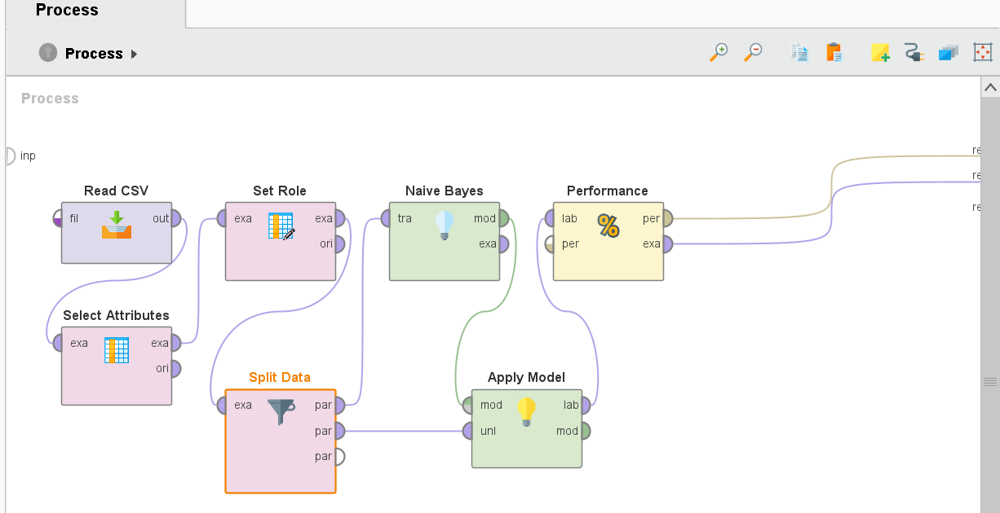 Process
Process
Process
inp
re
re
re
Read CSV
fil
out
Set Role
exa
exa
ori
Naive Bayes
tra
mod
exa
Performance
lab
per
per
exa
Select Attributes
exa
exa
ori
Split Data
exa
par
par
par
Apply Model
mod
lab
unl
mod